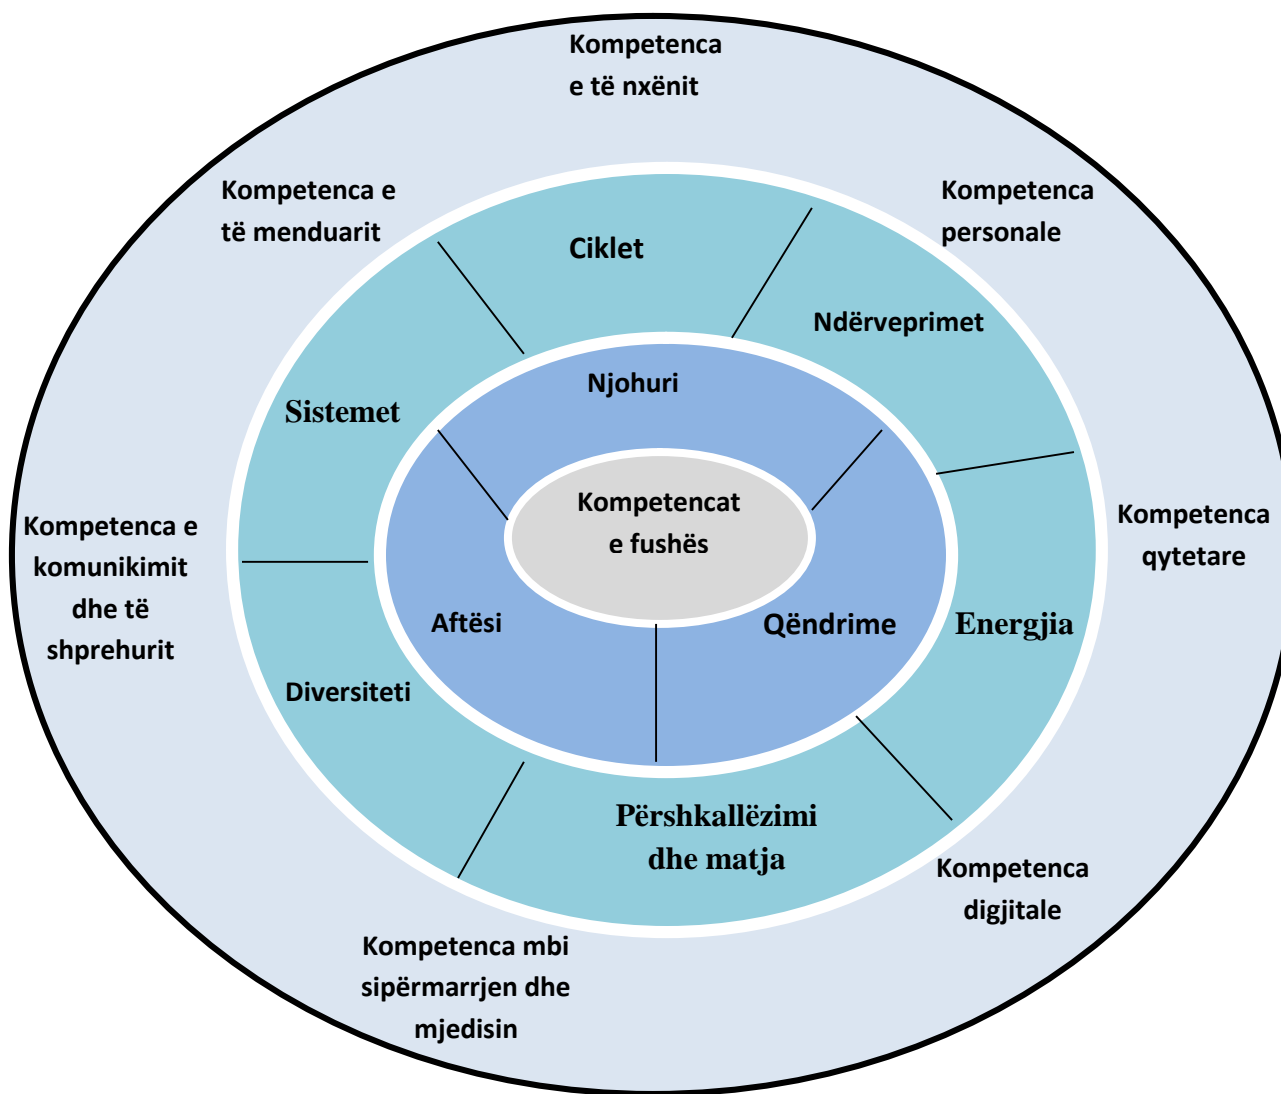 Kompetenca
e të nxënit
Kompetenca e
të menduarit
Kompetenca
personale
Ciklet
Ndërveprimet
Njohuri
Sistemet
Kompetencat
e fushës
Kompetenca e
komunikimit
dhe të
shprehurit
Kompetenca
qytetare
Aftësi
Qëndrime
Energjia
Diversiteti
Përshkallëzimi
dhe matja
Kompetenca
digjitale
Kompetenca mbi
sipërmarrjen dhe
mjedisin